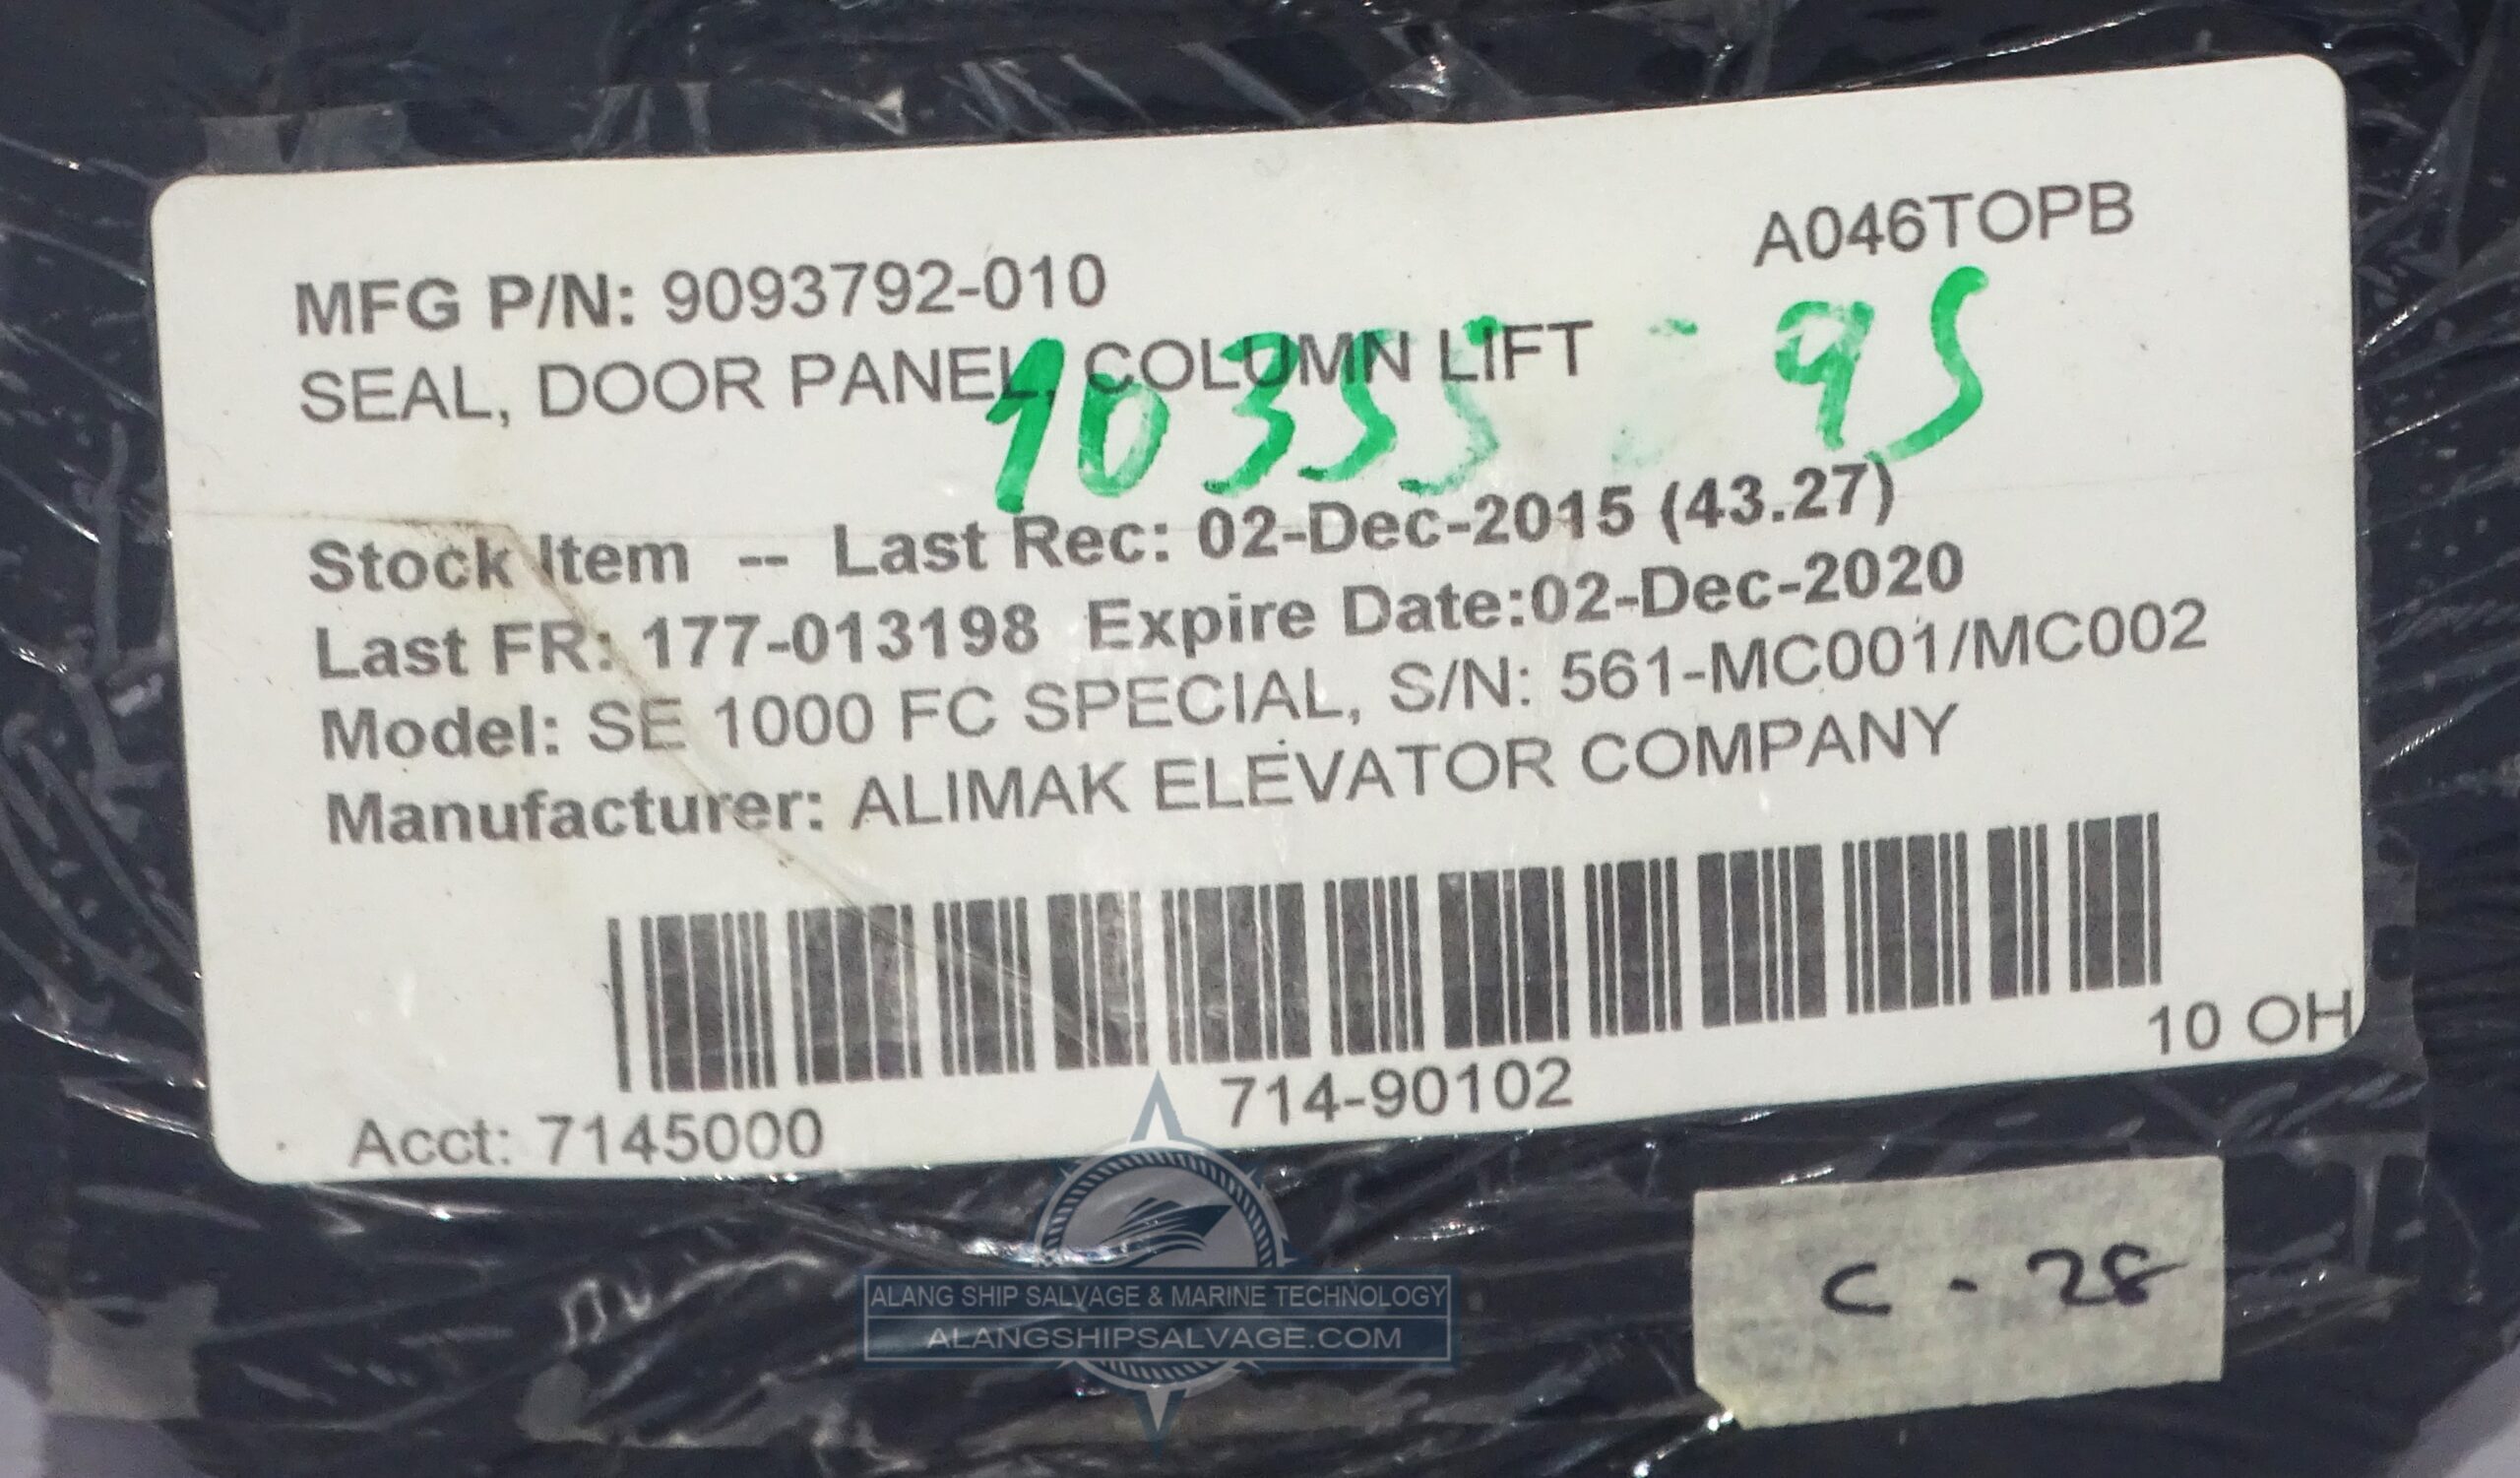 A046TOPB
MFG P/N: 9093792-010
SEAL, DOOR PANEL, COLUMN LIFT
10355 - 95
Stock Item -- Last Rec: 02-Dec-2015 (43.27)
Last FR: 177-013198 Expire Date:02-Dec-2020
Model: SE 1000 FC SPECIAL, S/N: 561-MC001/MC002
Manufacturer: ALIMAK ELEVATOR COMPANY
10 OH
714-90102
Acct: 7145000
C - 28
ALANG SHIP SALVAGE & MARINE TECHNOLOGY
ALANGSHIPSALVAGE.COM